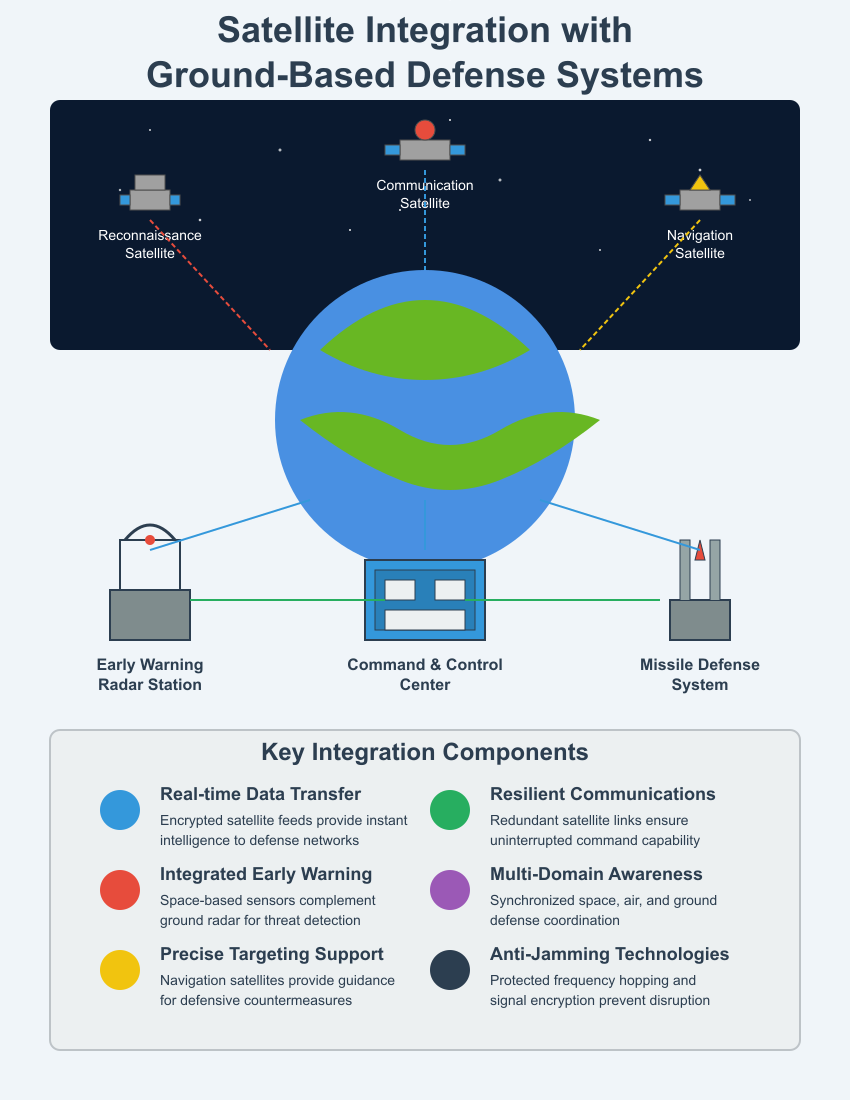 Satellite Integration with
Ground-Based Defense Systems
Communication
Satellite
Reconnaissance
Satellite
Navigation
Satellite
Early Warning
Radar Station
Command & Control
Center
Missile Defense
System
Key Integration Components
Real-time Data Transfer
Encrypted satellite feeds provide instant
intelligence to defense networks
Resilient Communications
Redundant satellite links ensure
uninterrupted command capability
Integrated Early Warning
Space-based sensors complement
ground radar for threat detection
Multi-Domain Awareness
Synchronized space, air, and ground
defense coordination
Precise Targeting Support
Navigation satellites provide guidance
for defensive countermeasures
Anti-Jamming Technologies
Protected frequency hopping and
signal encryption prevent disruption